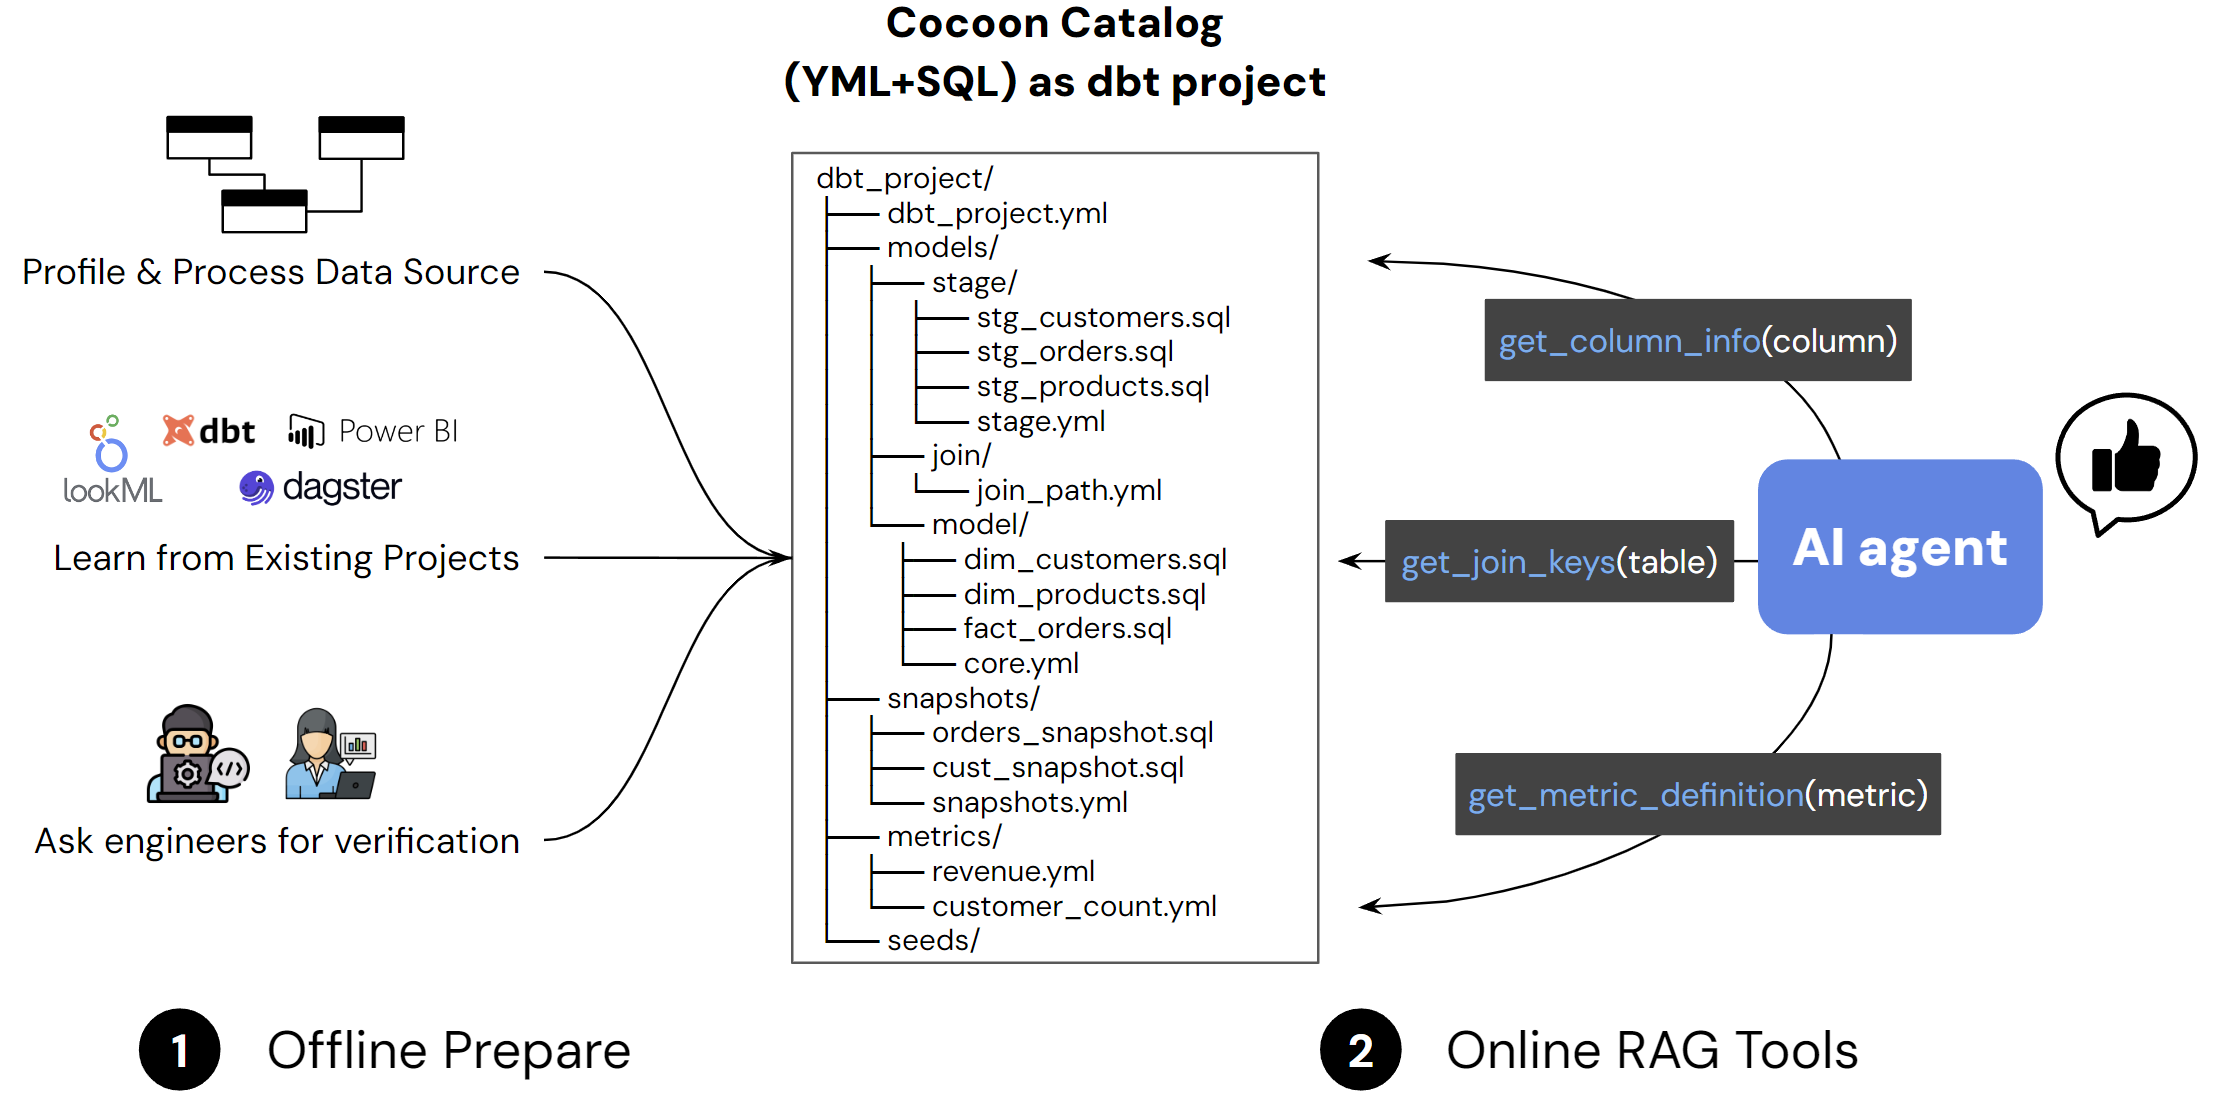 Cocoon Catalog
(YML+SQL) as dbt project
Profile & Process Data Source
lookML
dbt
Power BI
dagster
Learn from Existing Projects
</>
Ask engineers for verification
dbt_project/
dbt_project.yml
models/
stage/
stg_customers.sql
stg_orders.sql
stg_products.sql
stage.yml
join/
join_path.yml
model/
dim_customers.sql
dim_products.sql
fact_orders.sql
core.yml
snapshots/
orders_snapshot.sql
cust_snapshot.sql
snapshots.yml
metrics/
revenue.yml
customer_count.yml
seeds/
get_column_info(column)
get_join_keys(table)
AI agent
get_metric_definition(metric)
1 Offline Prepare
2 Online RAG Tools